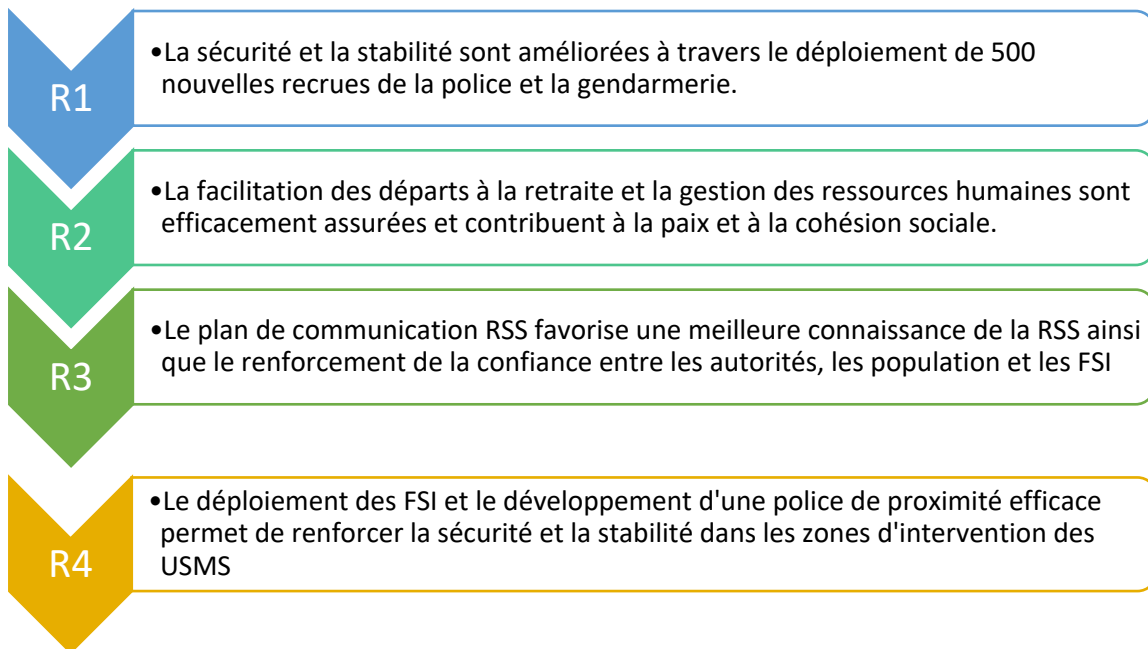 R1
•La sécurité et la stabilité sont améliorées à travers le déploiement de 500
nouvelles recrues de la police et la gendarmerie.
R2
•La facilitation des départs à la retraite et la gestion des ressources humaines sont
efficacement assurées et contribuent à la paix et à la cohésion sociale.
R3
•Le plan de communication RSS favorise une meilleure connaissance de la RSS ainsi
que le renforcement de la confiance entre les autorités, les population et les FSI
R4
•Le déploiement des FSI et le développement d'une police de proximité efficace
permet de renforcer la sécurité et la stabilité dans les zones d'intervention des
USMS